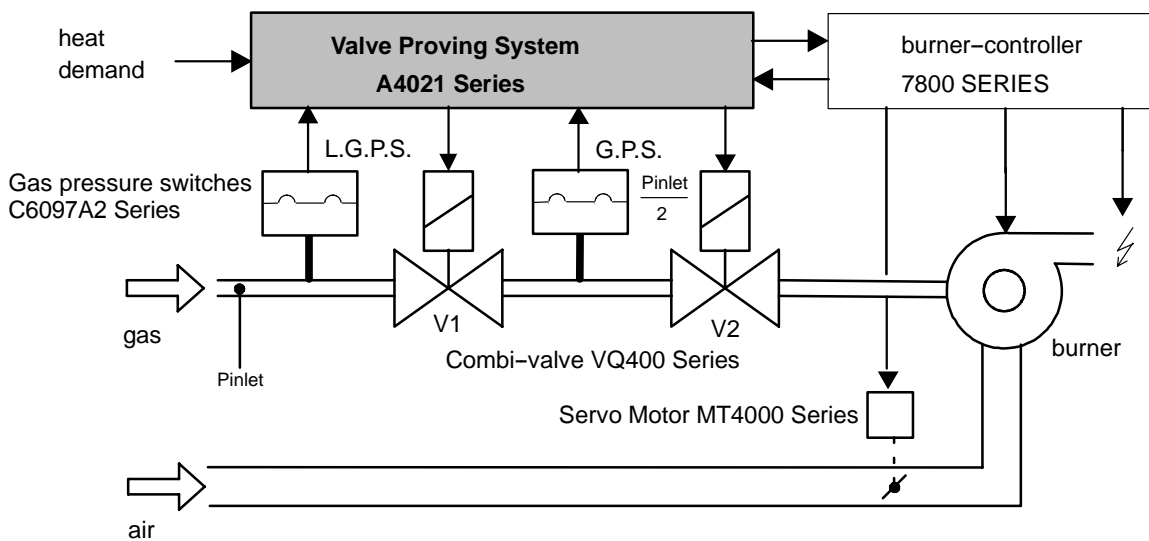 heat
demand
Valve Proving System
A4021 Series
burner-controller
7800 SERIES
L.G.P.S.
G.P.S.
Gas pressure switches
C6097A2 Series
Pinlet
2
gas
V1
V2
burner
Pinlet
Combi-valve VQ400 Series
Servo Motor MT4000 Series
air